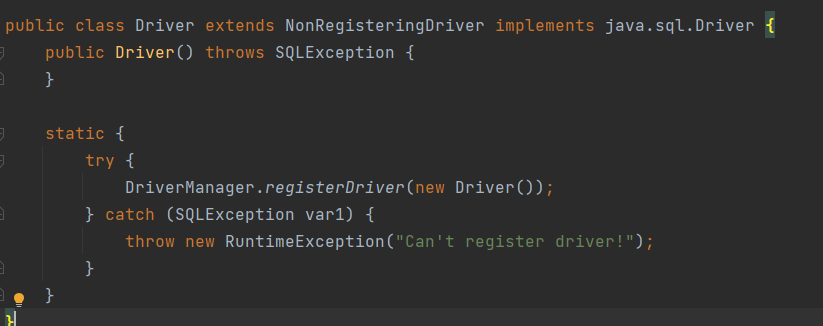 public class Driver extends NonRegisteringDriver implements java.sql.Driver {
    public Driver() throws SQLException {
    }

    static {
        try {
            DriverManager.registerDriver(new Driver());
        } catch (SQLException var1) {
            throw new RuntimeException("Can't register driver!");
        }
    }
}